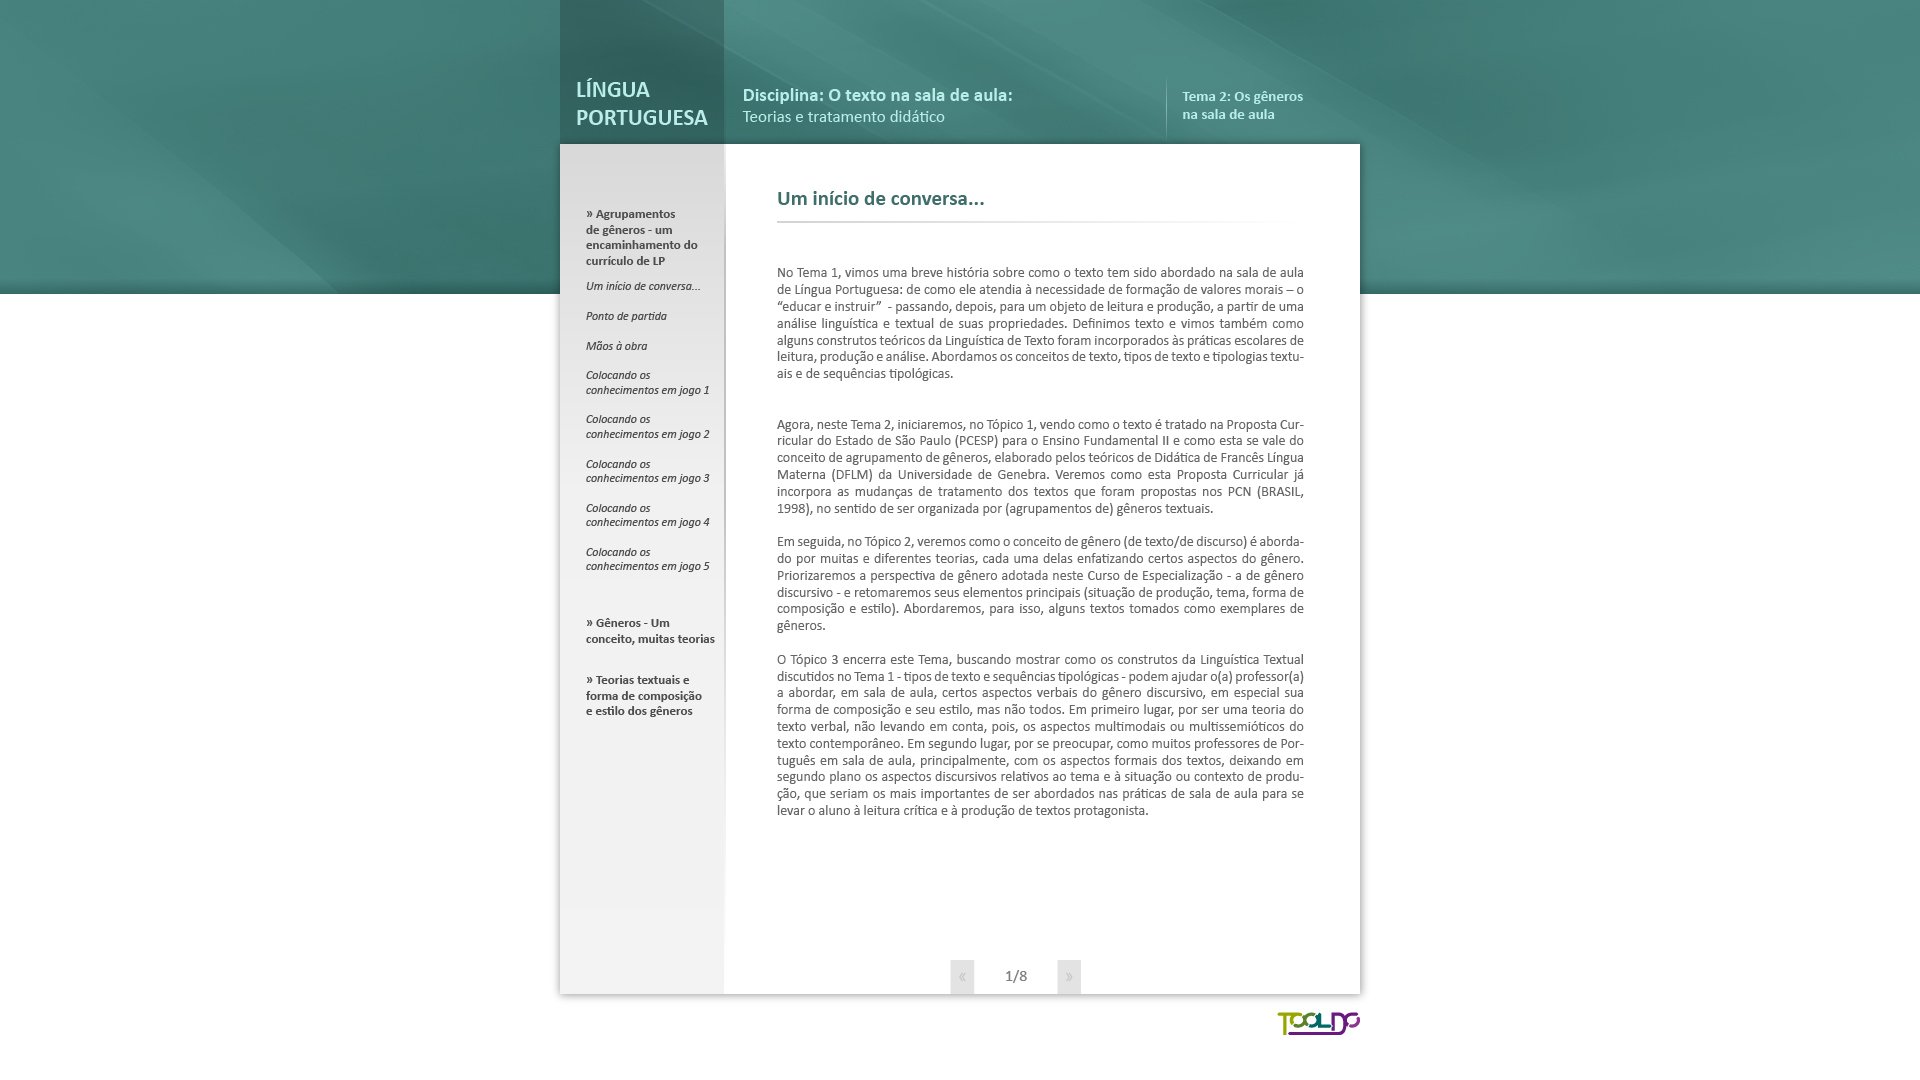 LÍNGUA
PORTUGUESA
Disciplina: O texto na sala de aula:
Teorias e tratamento didático
Tema 2: Os gêneros
na sala de aula
» Agrupamentos
de gêneros - um
encaminhamento do
currículo de LP
Um início de conversa...
Ponto de partida
Mãos à obra
Colocando os
conhecimentos em jogo 1
Colocando os
conhecimentos em jogo 2
Colocando os
conhecimentos em jogo 3
Colocando os
conhecimentos em jogo 4
Colocando os
conhecimentos em jogo 5
» Gêneros - Um
conceito, muitas teorias
» Teorias textuais e
forma de composição
e estilo dos gêneros
Um início de conversa...
No Tema 1, vimos uma breve história sobre como o texto tem sido abordado na sala de aula
de Língua Portuguesa: de como ele atendia à necessidade de formação de valores morais – o
“educar e instruir”  - passando, depois, para um objeto de leitura e produção, a partir de uma
análise linguística e textual de suas propriedades. Definimos texto e vimos também como
alguns construtos teóricos da Linguística de Texto foram incorporados às práticas escolares de
leitura, produção e análise. Abordamos os conceitos de texto, tipos de texto e tipologias textu-
ais e de sequências tipológicas.
Agora, neste Tema 2, iniciaremos, no Tópico 1, vendo como o texto é tratado na Proposta Cur-
ricular do Estado de São Paulo (PCESP) para o Ensino Fundamental II e como esta se vale do
conceito de agrupamento de gêneros, elaborado pelos teóricos de Didática de Francês Língua
Materna (DFLM) da Universidade de Genebra. Veremos como esta Proposta Curricular já
incorpora as mudanças de tratamento dos textos que foram propostas nos PCN (BRASIL,
1998), no sentido de ser organizada por (agrupamentos de) gêneros textuais.
Em seguida, no Tópico 2, veremos como o conceito de gênero (de texto/de discurso) é aborda-
do por muitas e diferentes teorias, cada uma delas enfatizando certos aspectos do gênero.
Priorizaremos a perspectiva de gênero adotada neste Curso de Especialização - a de gênero
discursivo - e retomaremos seus elementos principais (situação de produção, tema, forma de
composição e estilo). Abordaremos, para isso, alguns textos tomados como exemplares de
gêneros.
O Tópico 3 encerra este Tema, buscando mostrar como os construtos da Linguística Textual
discutidos no Tema 1 - tipos de texto e sequências tipológicas - podem ajudar o(a) professor(a)
a abordar, em sala de aula, certos aspectos verbais do gênero discursivo, em especial sua
forma de composição e seu estilo, mas não todos. Em primeiro lugar, por ser uma teoria do
texto verbal, não levando em conta, pois, os aspectos multimodais ou multissemióticos do
texto contemporâneo. Em segundo lugar, por se preocupar, como muitos professores de Por-
tuguês em sala de aula, principalmente, com os aspectos formais dos textos, deixando em
segundo plano os aspectos discursivos relativos ao tema e à situação ou contexto de produ-
ção, que seriam os mais importantes de ser abordados nas práticas de sala de aula para se
levar o aluno à leitura crítica e à produção de textos protagonista.
« 1/8 »
TOOLDO